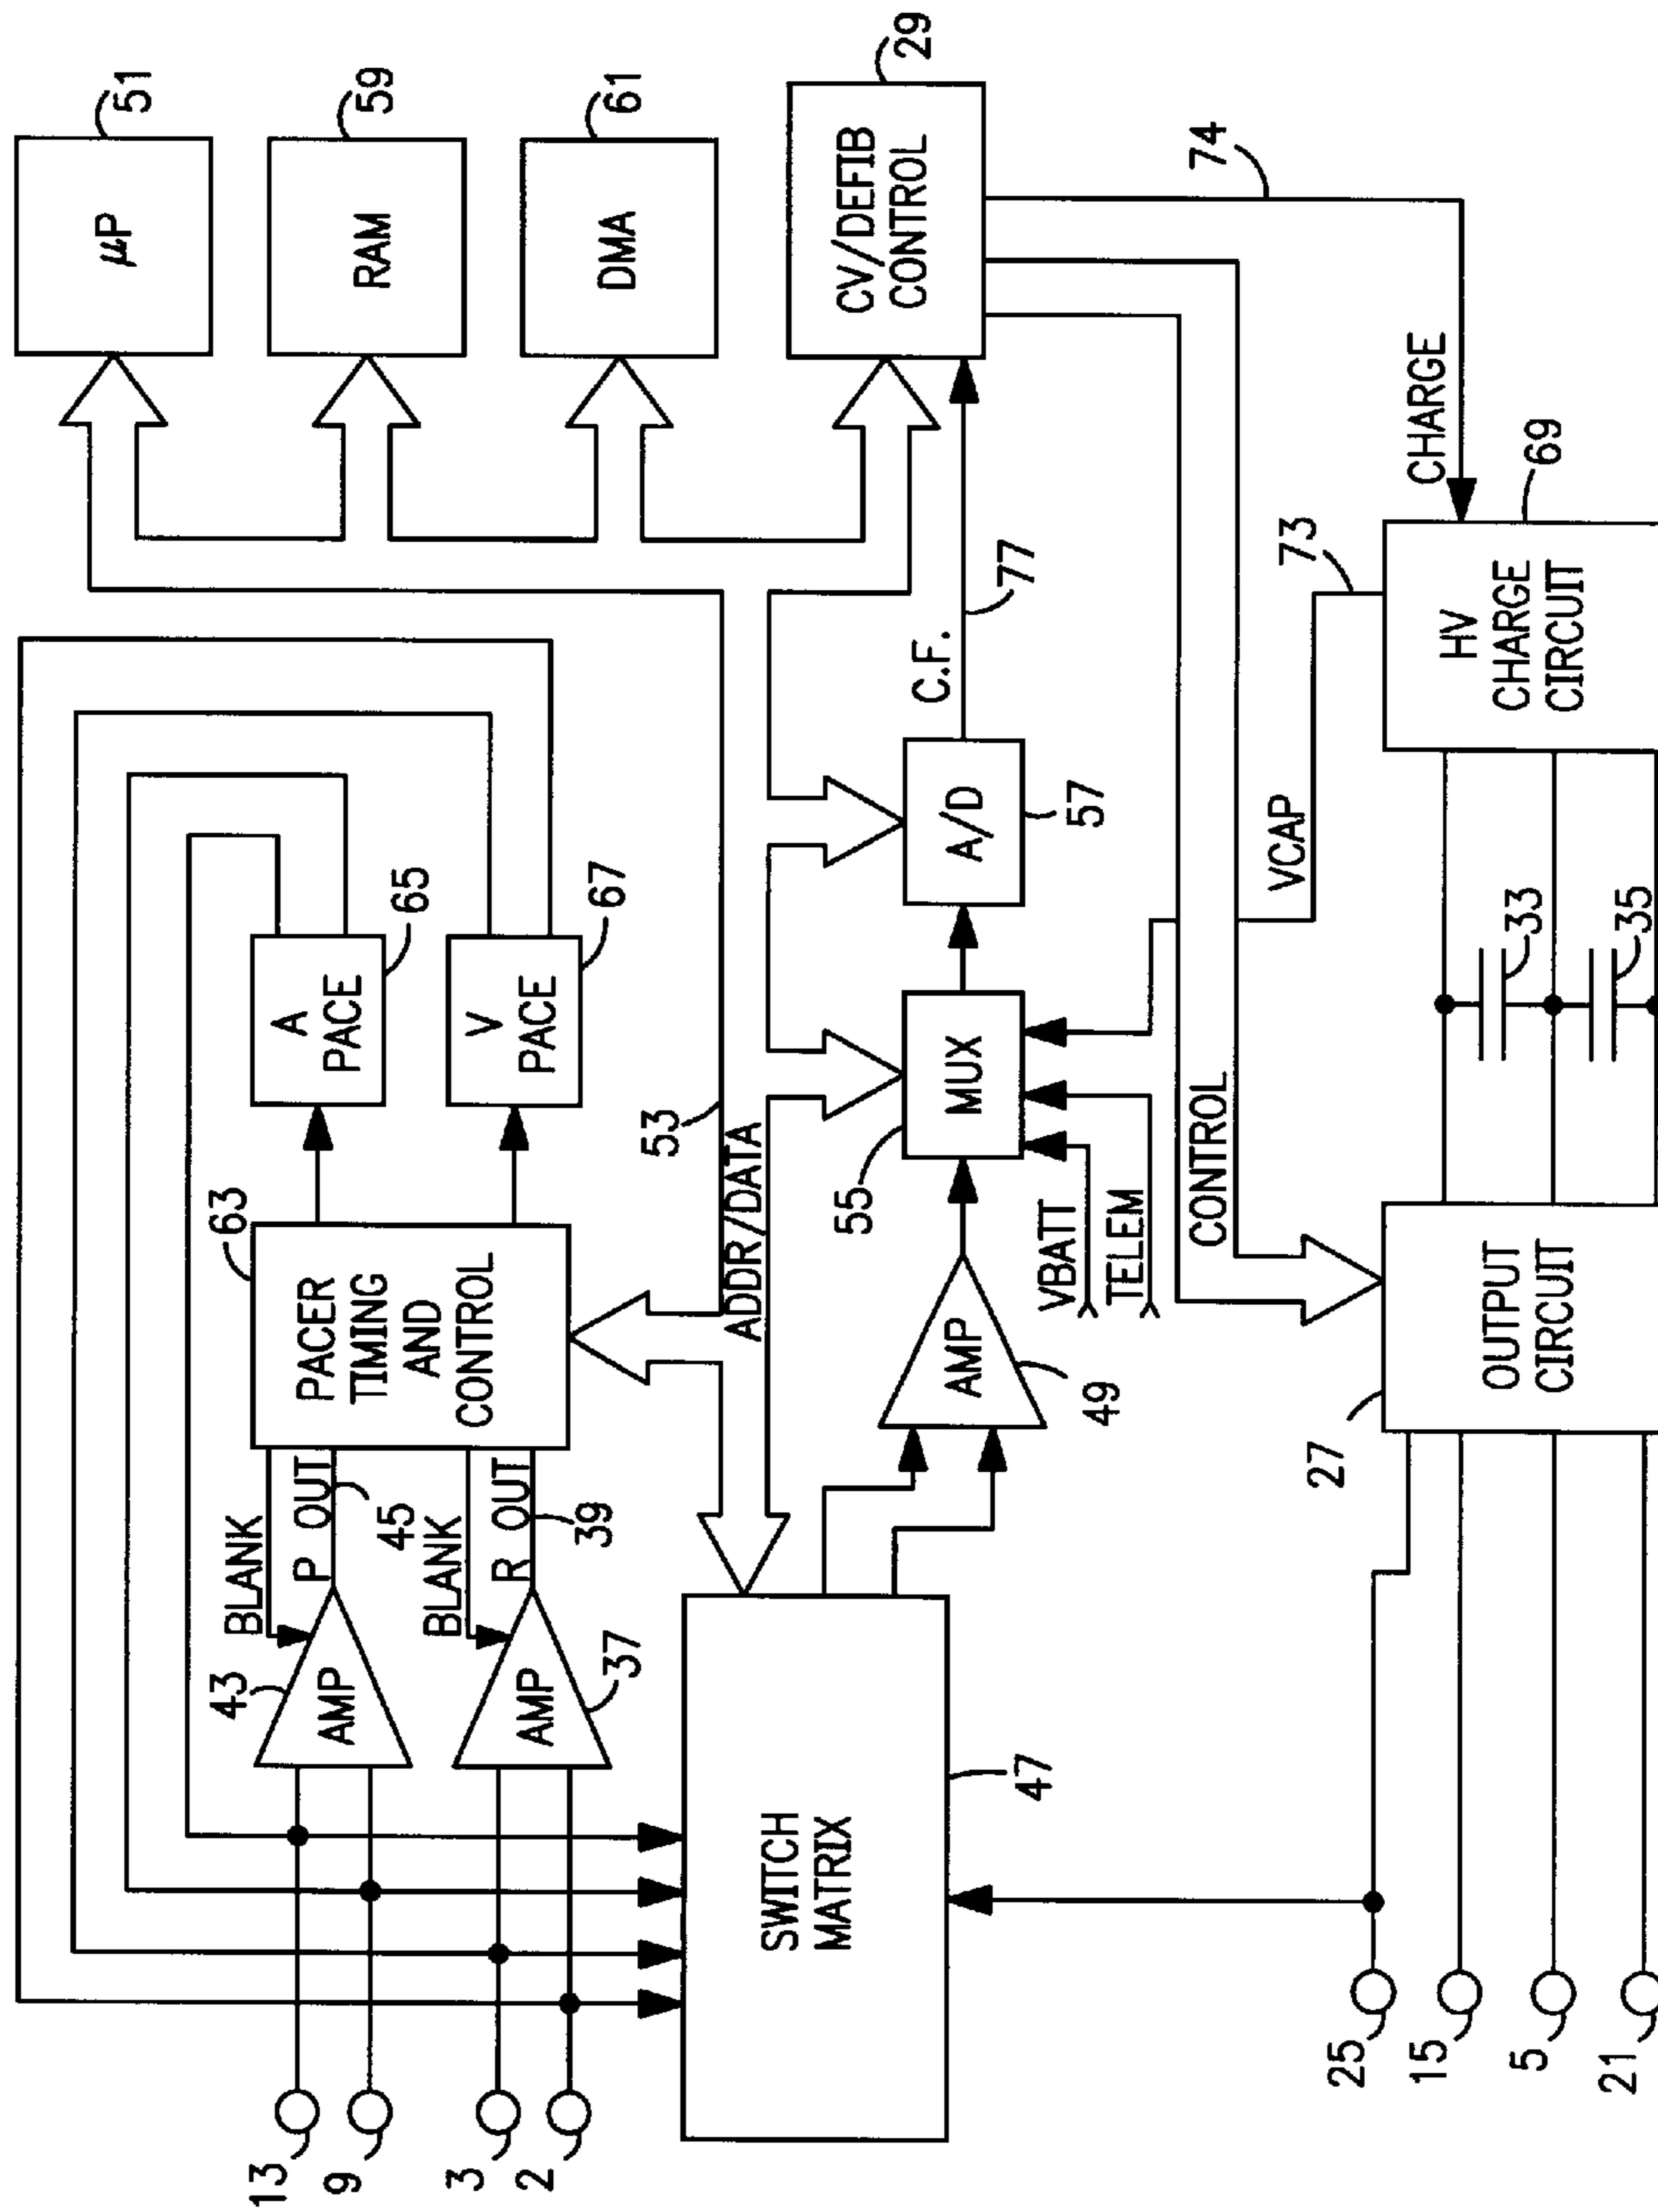 13
9
3
2
43
AMP
BLANK
P OUT
45
37
AMP
BLANK
R OUT
39
63
PACER
TIMING
AND
CONTROL
A
PACE
65
V
PACE
67
μP
51
RAM
59
DMA
61
53
ADDR/DATA
SWITCH
MATRIX
47
AMP
49
55
MUX
VBATT
TELEM
A/D
57
C.F.
77
CV/DEFIB
CONTROL
29
CONTROL
VCAP
73
74
CHARGE
25
15
5
21
27
OUTPUT
CIRCUIT
33
35
HV
CHARGE
CIRCUIT
69